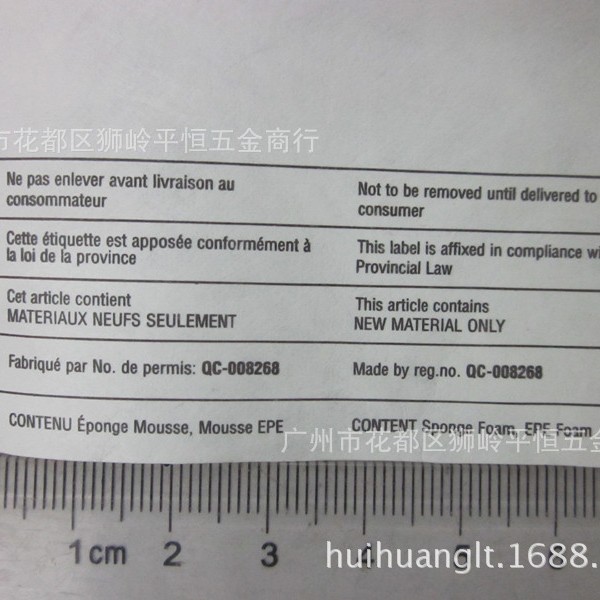 市花都区狮岭平恒五金商行
Ne pas enlever avant livraison au
consommateur
Not to be removed until delivered to
consumer
Cette étiquette est apposée conformément à
la loi de la province
This label is affixed in compliance wi
Provincial Law
Cet article contient
MATERIAUX NEUFS SEULEMENT
This article contains
NEW MATERIAL ONLY
Fabriqué par No. de permis: QC-008268
Made by reg.no. QC-008268
CONTENU Éponge Mousse, Mousse EPE
CONTENT Sponge Foam, EPE Foam
广州市花都区狮岭平恒五金
1cm 2 3 4 5 6
huihuanglt.1688.